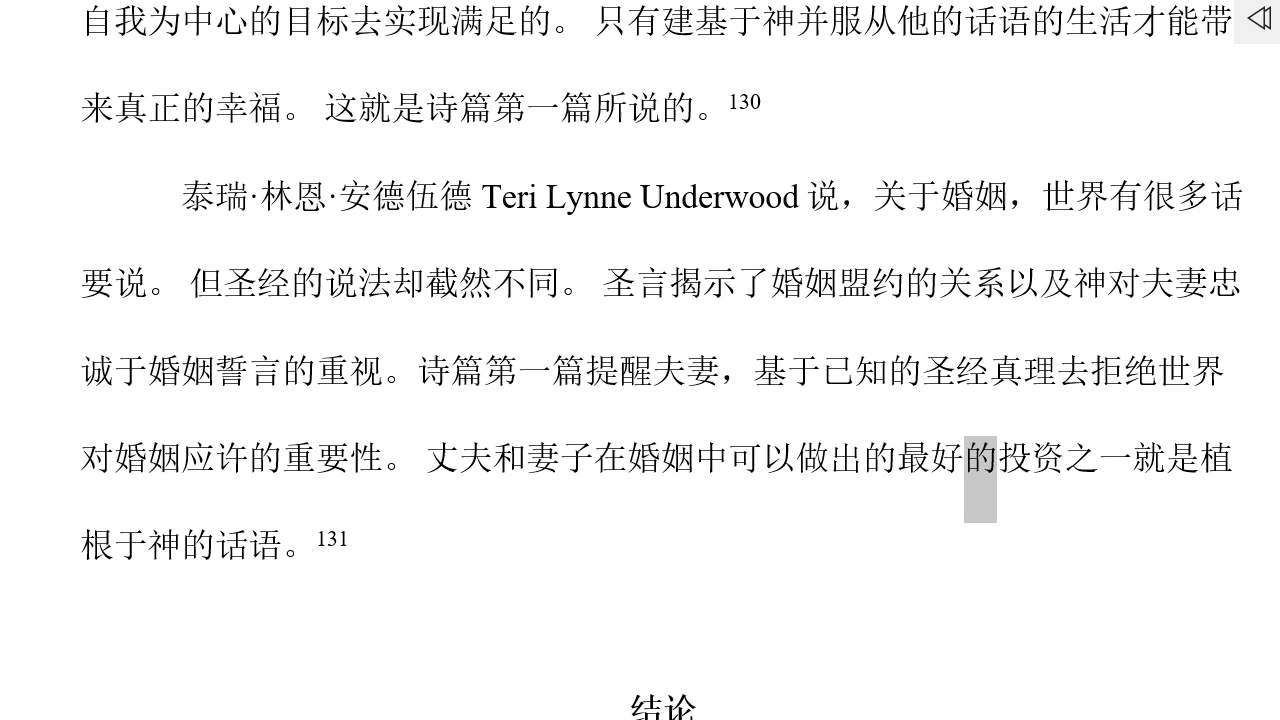 自我为中心的目标去实现满足的。 只有建基于神并服从他的话语的生活才能带
来真正的幸福。 这就是诗篇第一篇所说的。130
泰瑞·林恩·安德伍德 Teri Lynne Underwood 说，关于婚姻，世界有很多话
要说。 但圣经的说法却截然不同。 圣言揭示了婚姻盟约的关系以及神对夫妻忠
诚于婚姻誓言的重视。诗篇第一篇提醒夫妻，基于已知的圣经真理去拒绝世界
对婚姻应许的重要性。 丈夫和妻子在婚姻中可以做出的最好的投资之一就是植
根于神的话语。131
结论